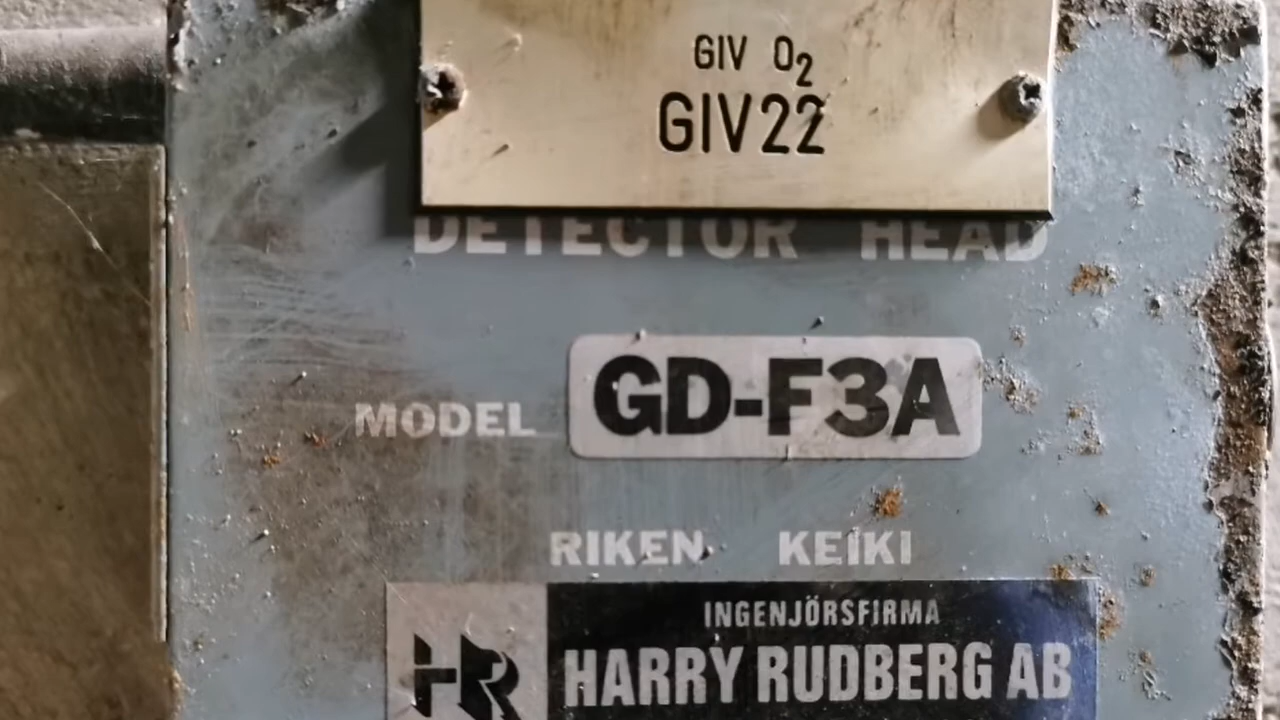 GIV O₂
GIV22
DETECTOR HEAD
MODEL GD-F3A
RIKEN KEIKI
INGENJÖRSFIRMA
HR HARRY RUDBERG AB